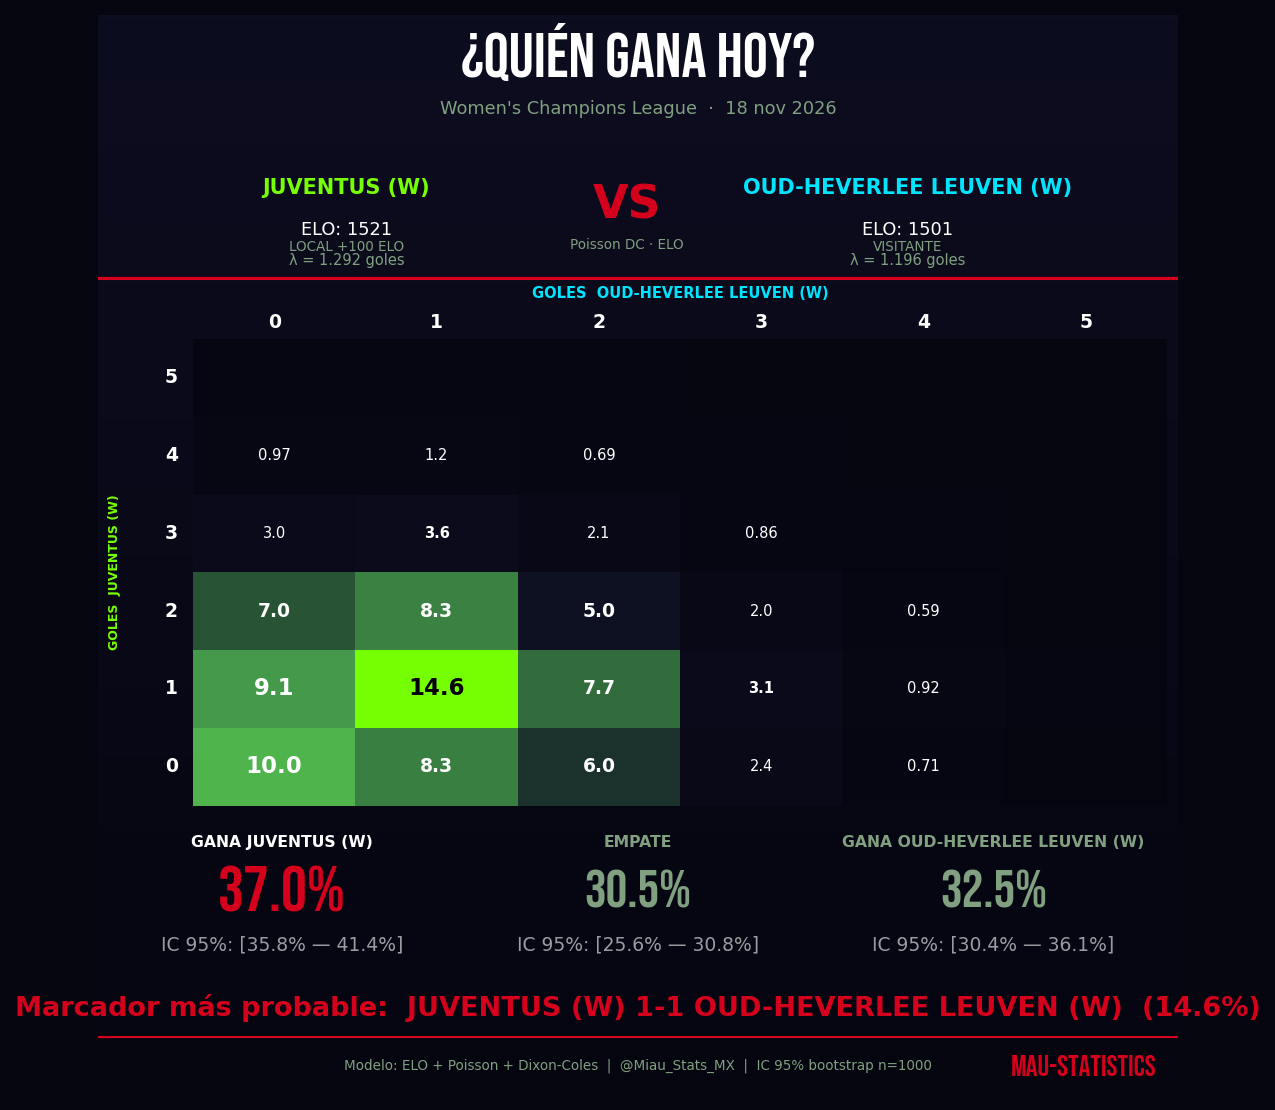 ¿QUIÉN GANA HOY?
Women's Champions League · 18 nov 2026
JUVENTUS (W)
VS
OUD-HEVERLEE LEUVEN (W)
ELO: 1521
LOCAL +100 ELO
λ = 1.292 goles
Poisson DC · ELO
ELO: 1501
VISITANTE
λ = 1.196 goles
GOLES OUD-HEVERLEE LEUVEN (W)
0 1 2 3 4 5
GOLES JUVENTUS (W)
5
4 0.97 1.2 0.69
3 3.0 3.6 2.1 0.86
2 7.0 8.3 5.0 2.0 0.59
1 9.1 14.6 7.7 3.1 0.92
0 10.0 8.3 6.0 2.4 0.71
GANA JUVENTUS (W)
37.0%
IC 95%: [35.8% — 41.4%]
EMPATE
30.5%
IC 95%: [25.6% — 30.8%]
GANA OUD-HEVERLEE LEUVEN (W)
32.5%
IC 95%: [30.4% — 36.1%]
Marcador más probable: JUVENTUS (W) 1-1 OUD-HEVERLEE LEUVEN (W) (14.6%)
Modelo: ELO + Poisson + Dixon-Coles | @Miau_Stats_MX | IC 95% bootstrap n=1000
MAU-STATISTICS